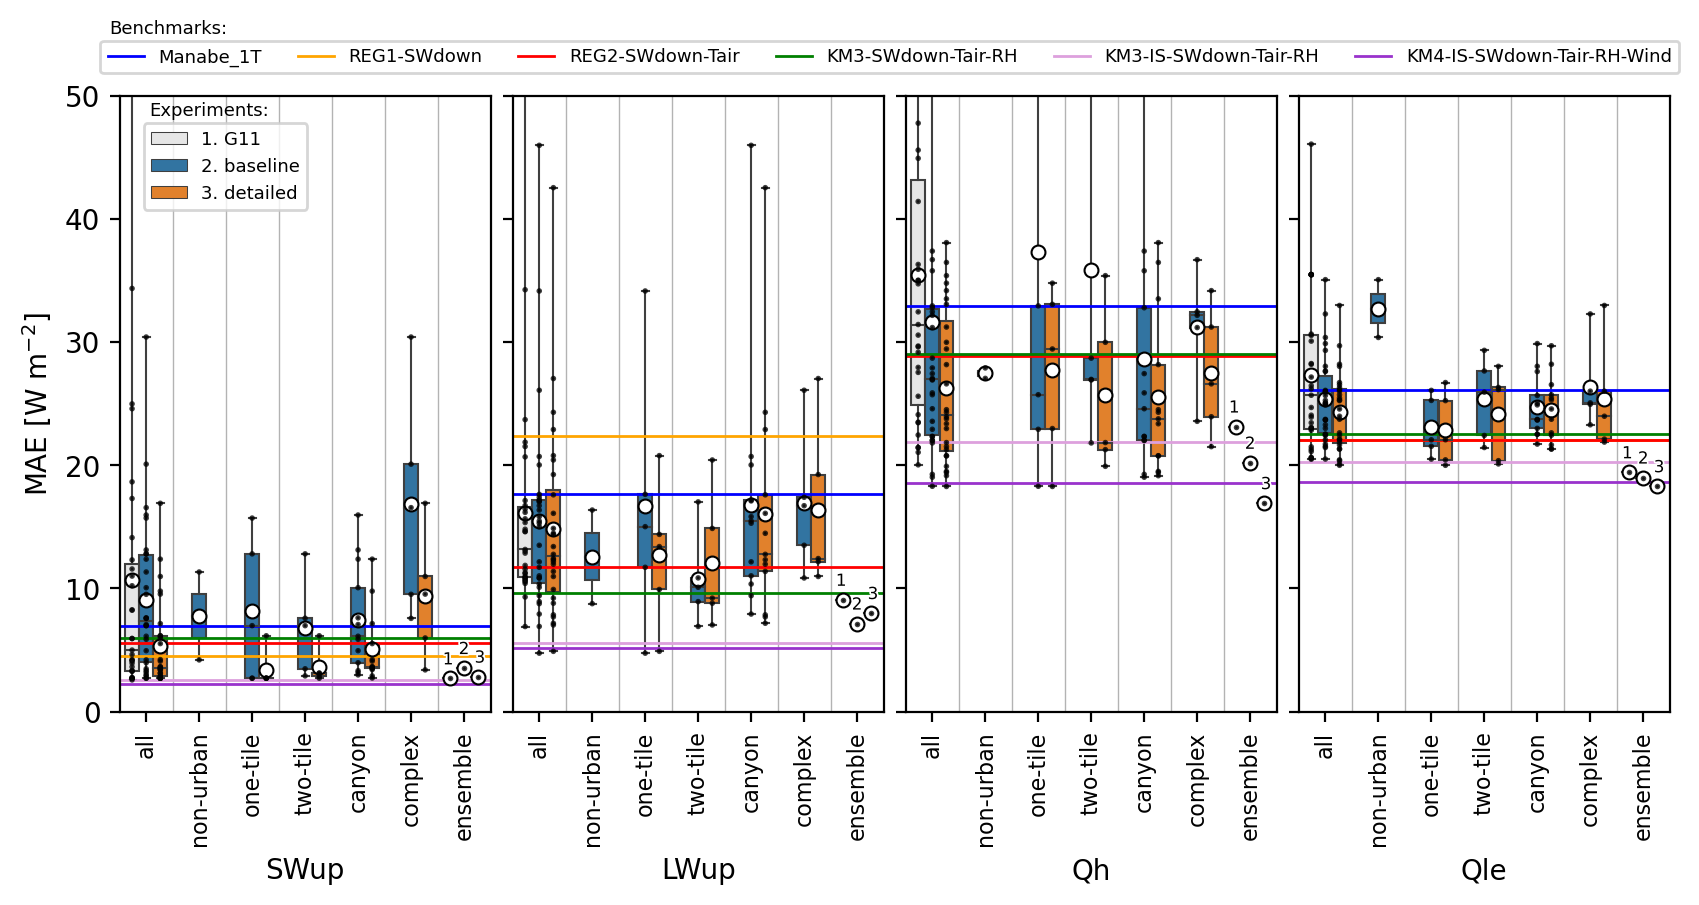 Benchmarks:
Manabe_1T REG1-SWdown REG2-SWdown-Tair KM3-SWdown-Tair-RH KM3-IS-SWdown-Tair-RH KM4-IS-SWdown-Tair-RH-Wind
Experiments:
1. G11
2. baseline
3. detailed
MAE [W m⁻²]
50
40
30
20
10
0
1 2 3
1 2 3
1 2 3
1 2 3
all non-urban one-tile two-tile canyon complex ensemble
all non-urban one-tile two-tile canyon complex ensemble
all non-urban one-tile two-tile canyon complex ensemble
all non-urban one-tile two-tile canyon complex ensemble
SWup LWup Qh Qle